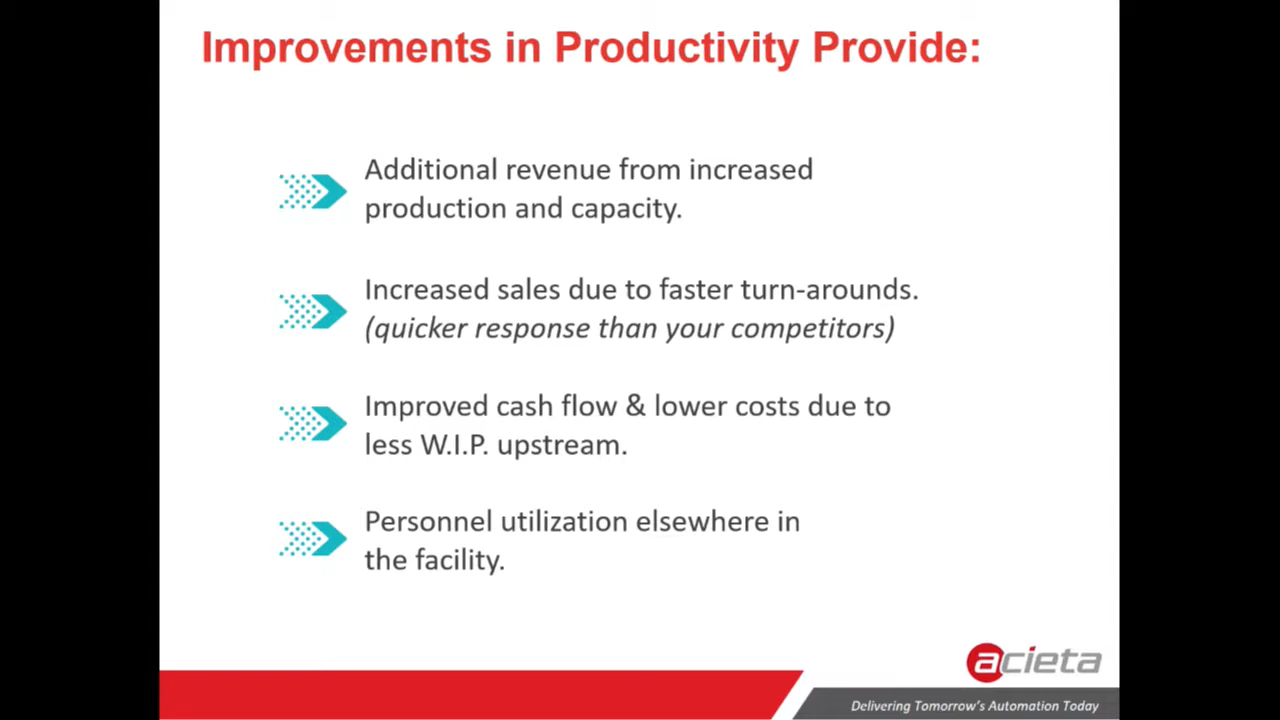 Improvements in Productivity Provide:
Additional revenue from increased
production and capacity.
Increased sales due to faster turn-arounds.
(quicker response than your competitors)
Improved cash flow & lower costs due to
less W.I.P. upstream.
Personnel utilization elsewhere in
the facility.
acieta
Delivering Tomorrow's Automation Today